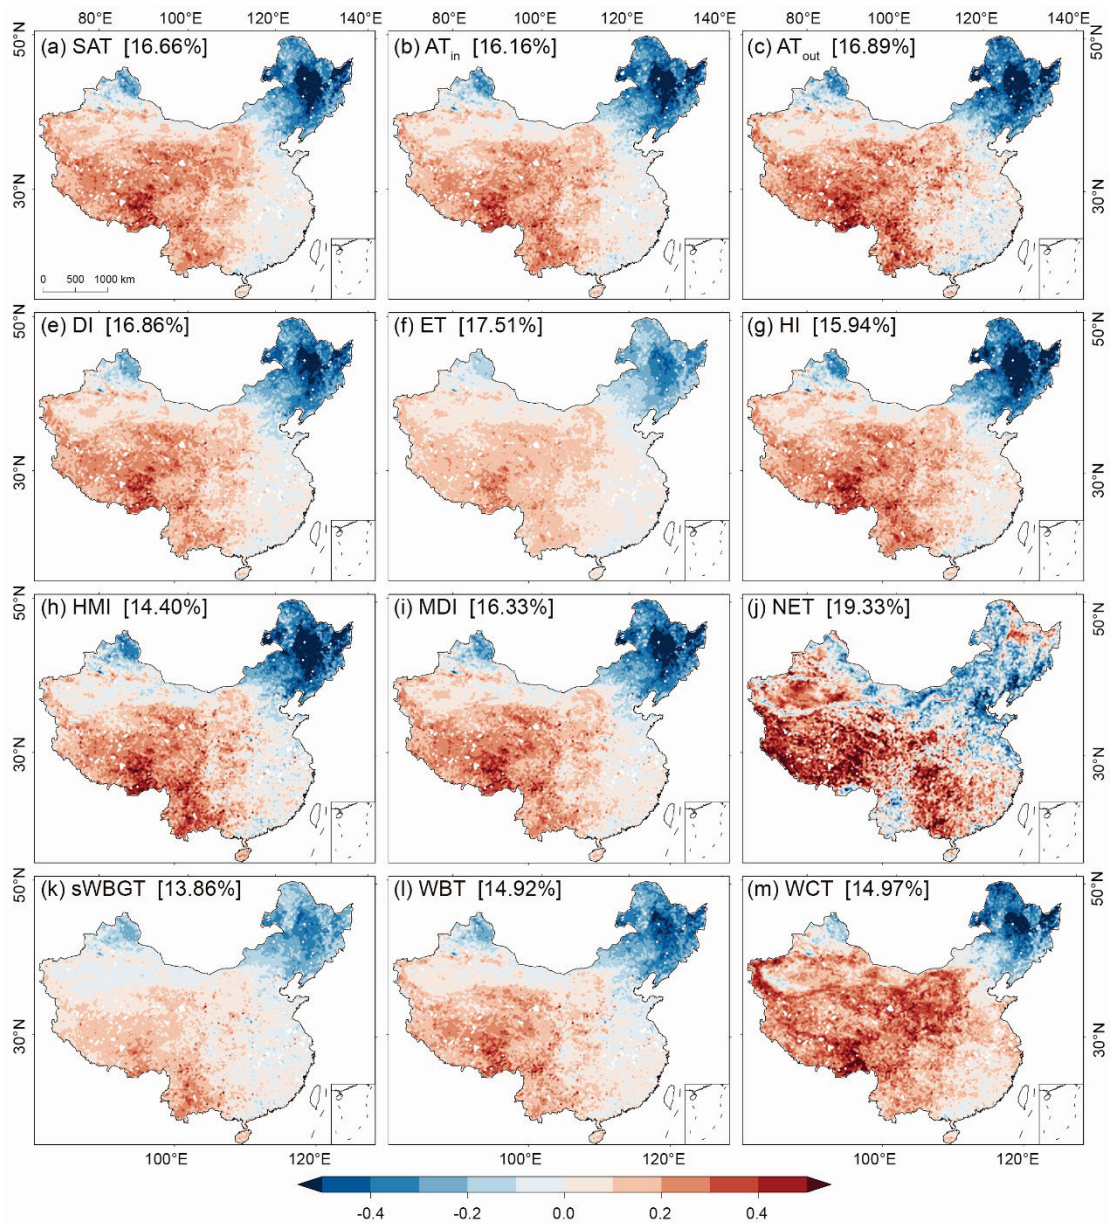 80°E 100°E 120°E 140°E 80°E 100°E 120°E 140°E 80°E 100°E 120°E 140°E
50°N (a) SAT [16.66%] (b) ATin [16.16%] (c) ATout [16.89%] 50°N
30°N 30°N
0 500 1000 km
50°N (e) DI [16.86%] (f) ET [17.51%] (g) HI [15.94%] 50°N
30°N 30°N
50°N (h) HMI [14.40%] (i) MDI [16.33%] (j) NET [19.33%] 50°N
30°N 30°N
50°N (k) sWBGT [13.86%] (l) WBT [14.92%] (m) WCT [14.97%] 50°N
30°N 30°N
100°E 120°E 100°E 120°E 100°E 120°E
-0.4 -0.2 0.0 0.2 0.4